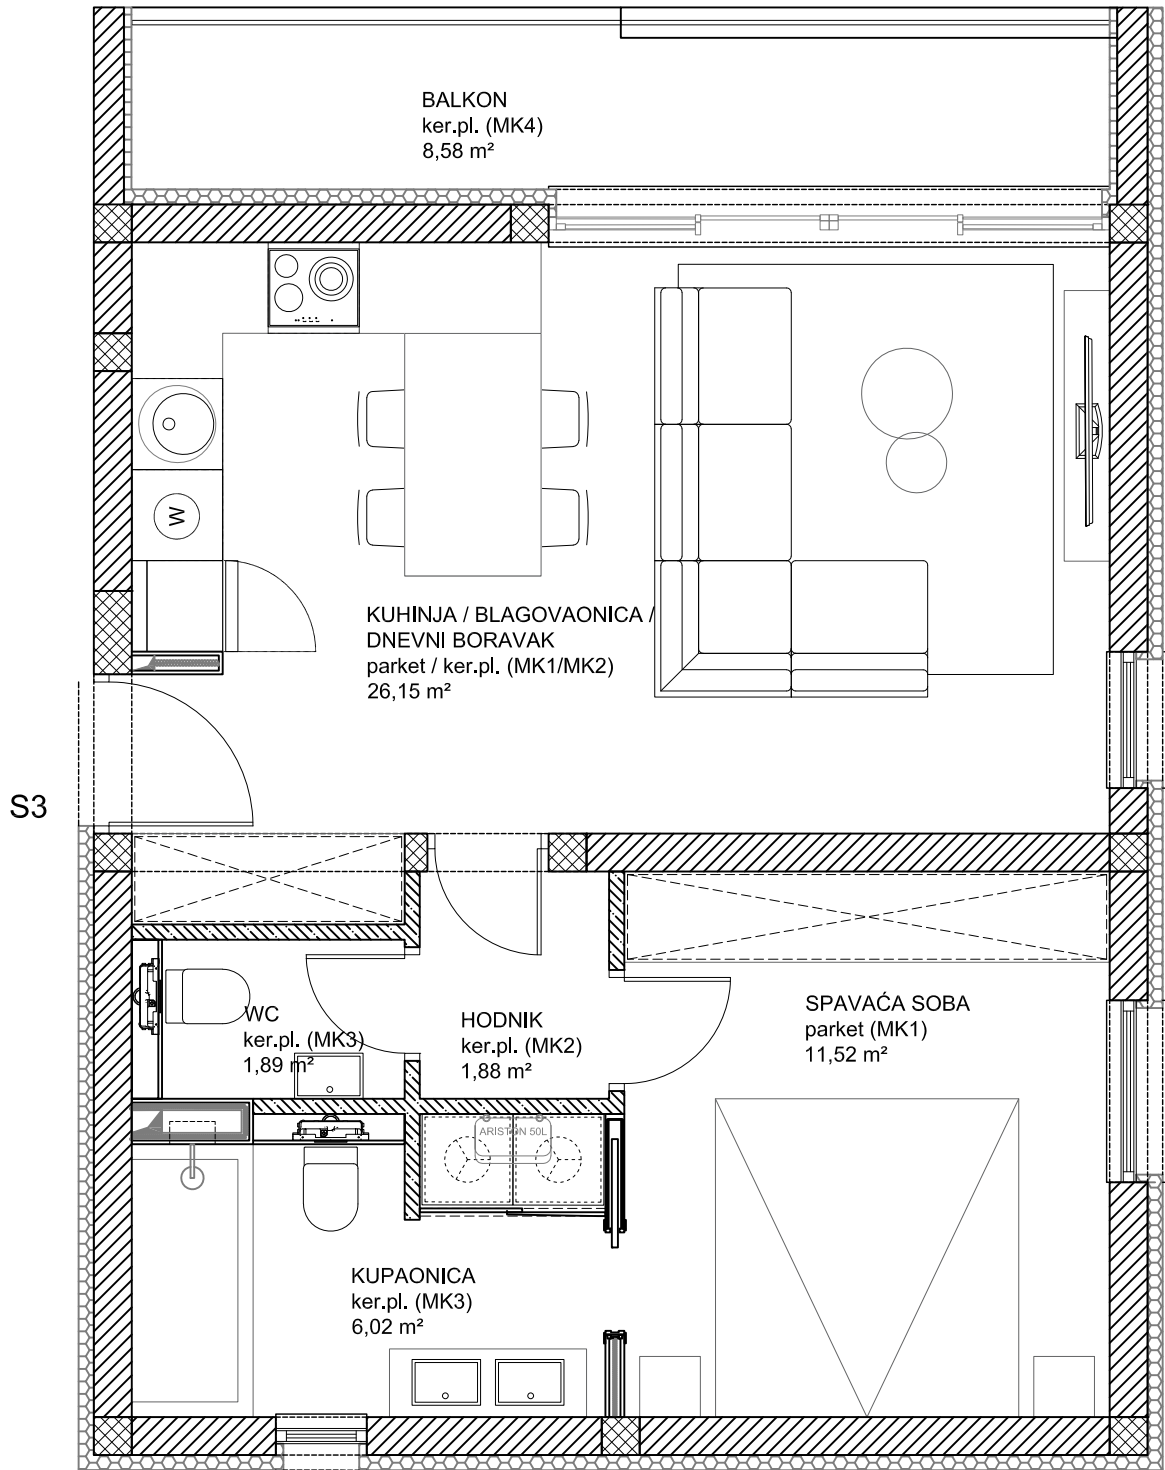 BALKON
ker.pl. (MK4)
8,58 m²
W
KUHINJA / BLAGOVAONICA /
DNEVNI BORAVAK
parket / ker.pl. (MK1/MK2)
26,15 m²
S3
WC
ker.pl. (MK3)
1,89 m²
HODNIK
ker.pl. (MK2)
1,88 m²
SPAVAĆA SOBA
parket (MK1)
11,52 m²
ARISTON 50L
KUPAONICA
ker.pl. (MK3)
6,02 m²